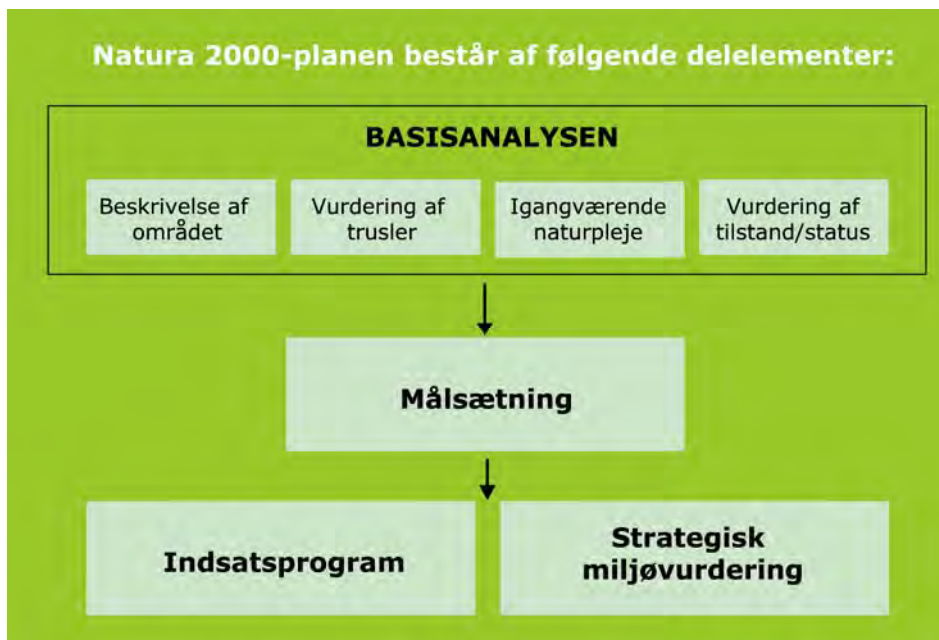 Natura 2000-planen består af følgende delelementer:
BASISANALYSEN
Beskrivelse af
området
Vurdering af
trusler
Igangværende
naturpleje
Vurdering af
tilstand/status
Målsætning
Indsatsprogram
Strategisk
miljøvurdering